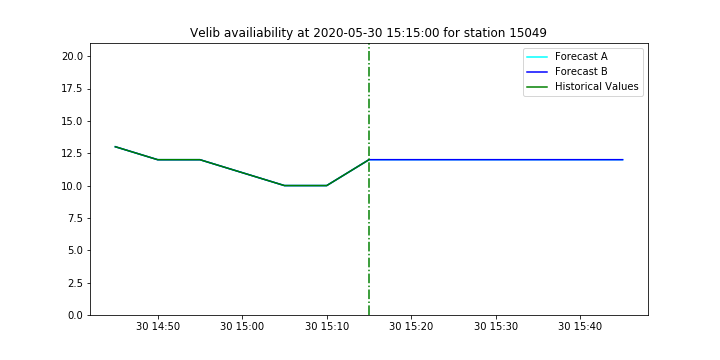 Velib availiability at 2020-05-30 15:15:00 for station 15049
20.0
17.5
15.0
12.5
10.0
7.5
5.0
2.5
0.0
Forecast A
Forecast B
Historical Values
30 14:50 30 15:00 30 15:10 30 15:20 30 15:30 30 15:40